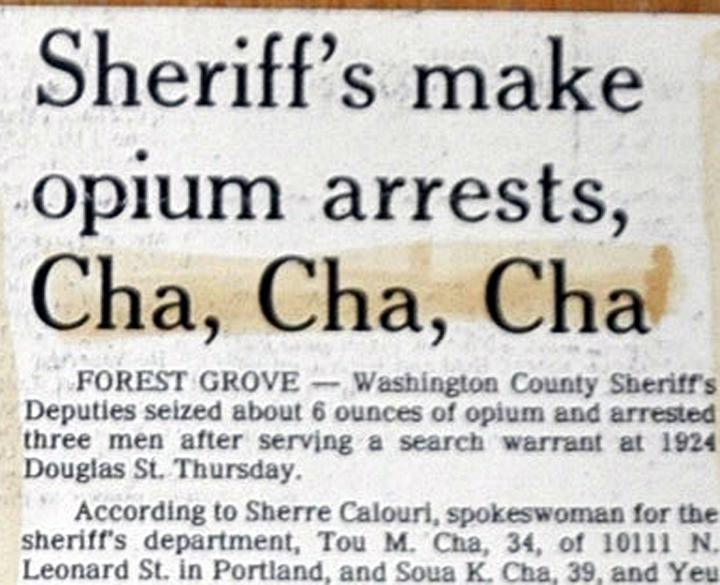 Sheriff's make
opium arrests,
Cha, Cha, Cha
FOREST GROVE — Washington County Sheriff's
Deputies seized about 6 ounces of opium and arrested
three men after serving a search warrant at 1924
Douglas St. Thursday.
According to Sherre Calouri, spokeswoman for the
sheriff's department, Tou M. Cha, 34, of 10111 N.
Leonard St. in Portland, and Soua K. Cha, 39, and Yeu